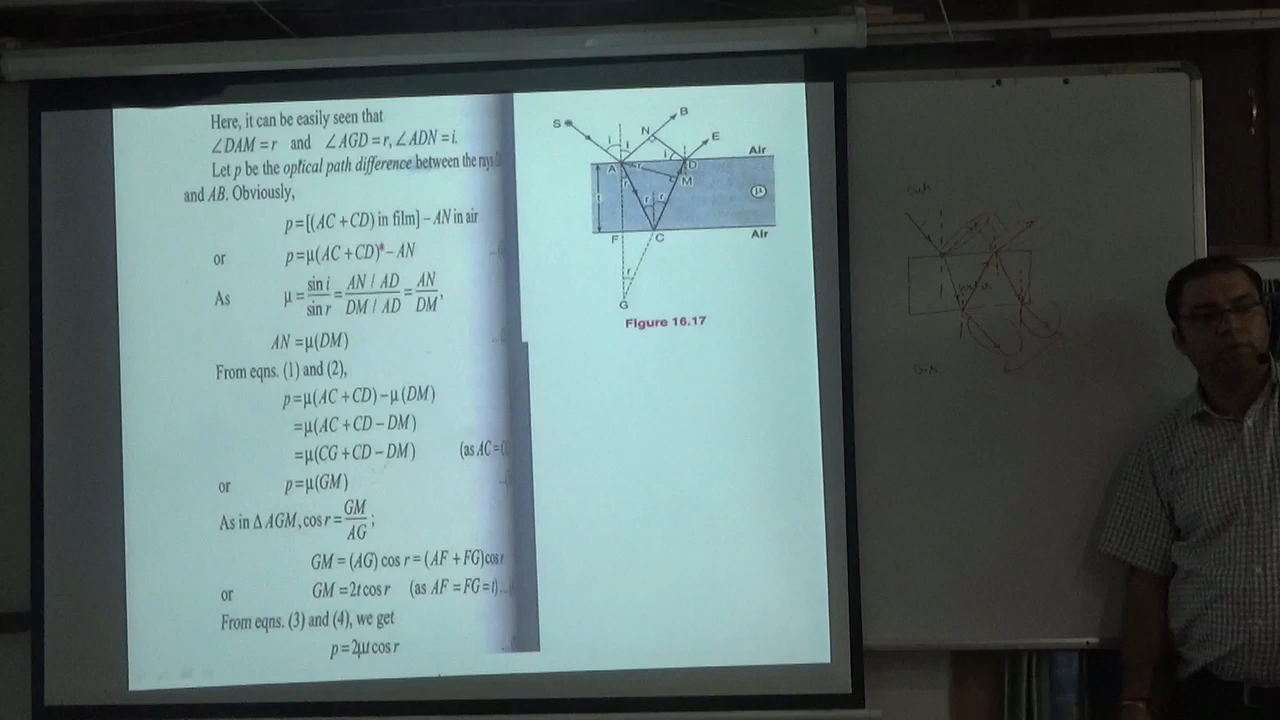 Here, it can be easily seen that
∠DAM = r and ∠AGD = r, ∠ADN = i.
Let p be the optical path difference between the rays
and AB. Obviously,
p = [(AC + CD) in film] – AN in air
or p = μ(AC + CD)* – AN
As μ = sin i / sin r = AN / AD / DM / AD = AN / DM,
AN = μ(DM)
From eqns. (1) and (2),
p = μ(AC + CD) – μ(DM)
= μ(AC + CD – DM)
= μ(CG + CD – DM) (as AC =
or p = μ(GM)
As in Δ AGM, cos r = GM / AG ;
GM = (AG) cos r = (AF + FG) cos r
or GM = 2t cos r (as AF = FG = t)...
From eqns. (3) and (4), we get
p = 2μt cos r
S
B
N
E
i
i
i
Air
A
r
D
M
r
r
r
t
μ
F
C
Air
r
G
Figure 16.17